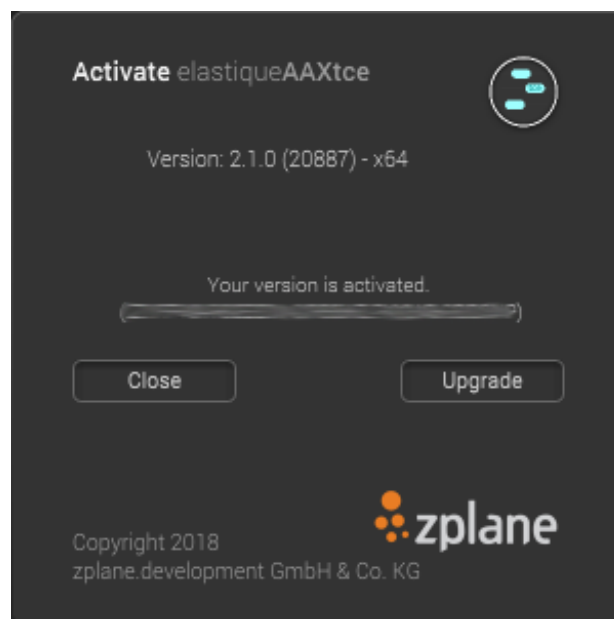 Activate elastiqueAAXtce
Version: 2.1.0 (20887) - x64
Your version is activated.
Close
Upgrade
zplane
Copyright 2018
zplane.development GmbH & Co. KG